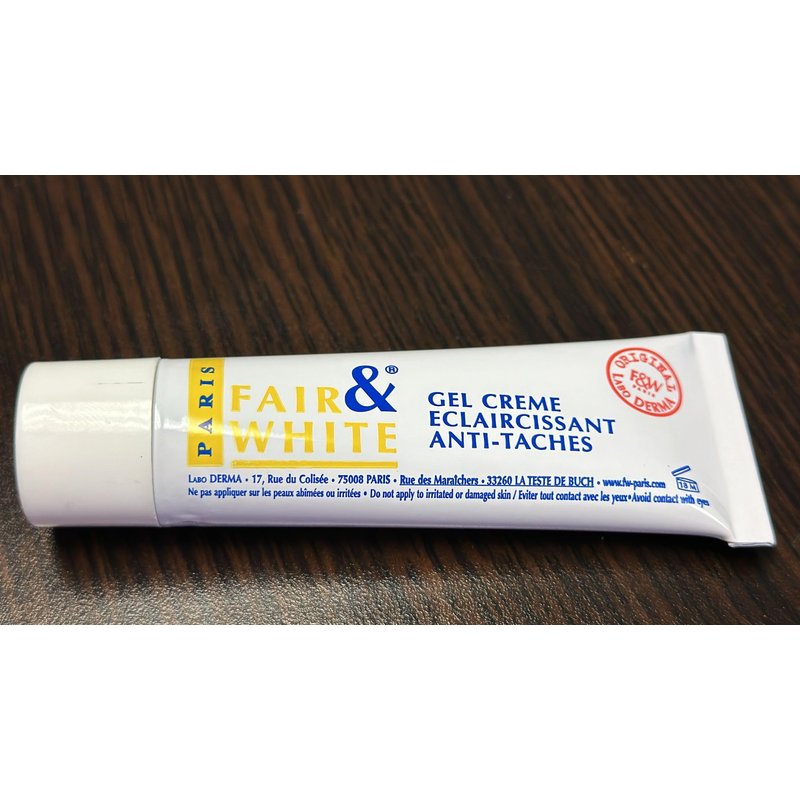 PARIS
FAIR &®
WHITE
GEL CREME
ECLAIRCISSANT
ANTI-TACHES
ORIGINAL
F&W
PARIS
LABO DERMA
LABO DERMA • 17, Rue du Colisée • 75008 PARIS • Rue des Maraîchers • 33260 LA TESTE DE BUCH • www.fw-paris.com
Ne pas appliquer sur les peaux abîmées ou irritées • Do not apply to irritated or damaged skin / Eviter tout contact avec les yeux • Avoid contact with eyes
18 M